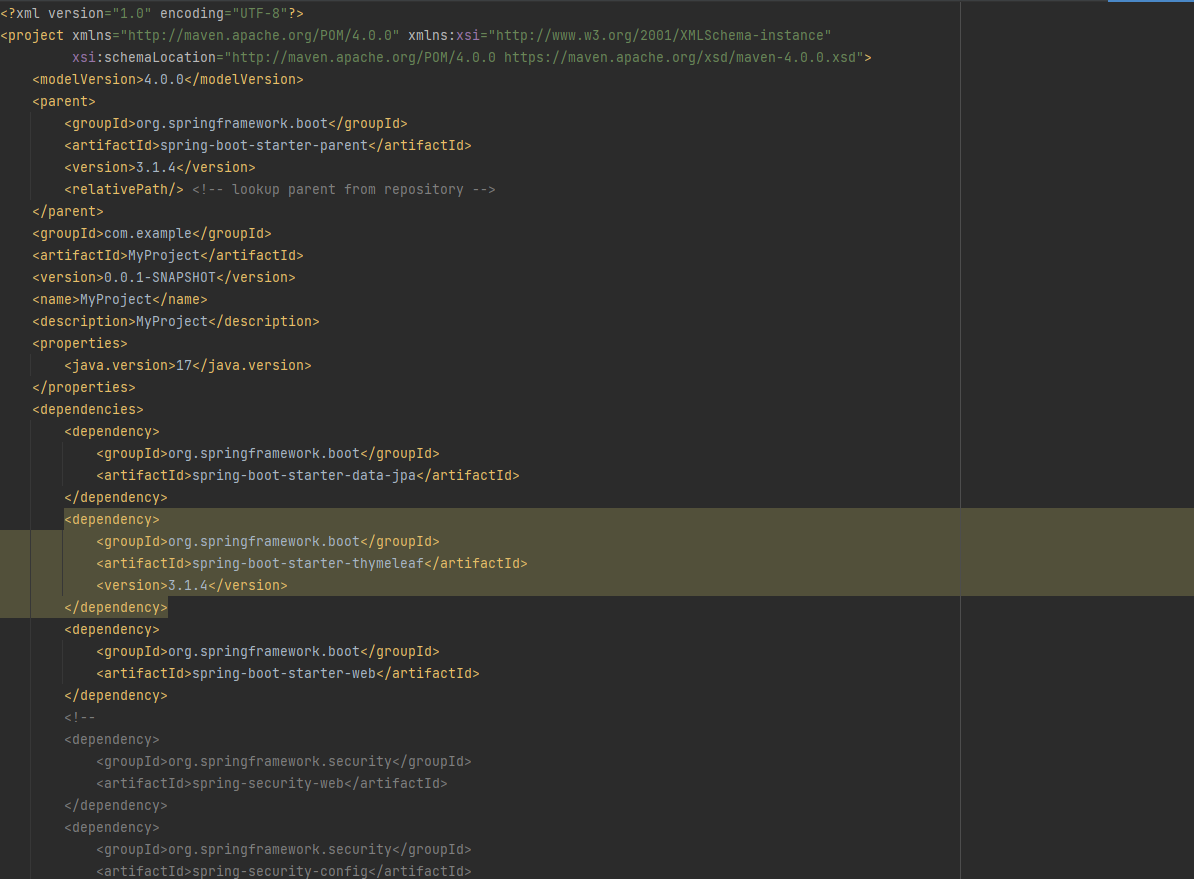 <?xml version="1.0" encoding="UTF-8"?>
<project xmlns="http://maven.apache.org/POM/4.0.0" xmlns:xsi="http://www.w3.org/2001/XMLSchema-instance"
         xsi:schemaLocation="http://maven.apache.org/POM/4.0.0 https://maven.apache.org/xsd/maven-4.0.0.xsd">
    <modelVersion>4.0.0</modelVersion>
    <parent>
        <groupId>org.springframework.boot</groupId>
        <artifactId>spring-boot-starter-parent</artifactId>
        <version>3.1.4</version>
        <relativePath/> <!-- lookup parent from repository -->
    </parent>
    <groupId>com.example</groupId>
    <artifactId>MyProject</artifactId>
    <version>0.0.1-SNAPSHOT</version>
    <name>MyProject</name>
    <description>MyProject</description>
    <properties>
        <java.version>17</java.version>
    </properties>
    <dependencies>
        <dependency>
            <groupId>org.springframework.boot</groupId>
            <artifactId>spring-boot-starter-data-jpa</artifactId>
        </dependency>
        <dependency>
            <groupId>org.springframework.boot</groupId>
            <artifactId>spring-boot-starter-thymeleaf</artifactId>
            <version>3.1.4</version>
        </dependency>
        <dependency>
            <groupId>org.springframework.boot</groupId>
            <artifactId>spring-boot-starter-web</artifactId>
        </dependency>
        <!--
        <dependency>
            <groupId>org.springframework.security</groupId>
            <artifactId>spring-security-web</artifactId>
        </dependency>
        <dependency>
            <groupId>org.springframework.security</groupId>
            <artifactId>spring-security-config</artifactId>